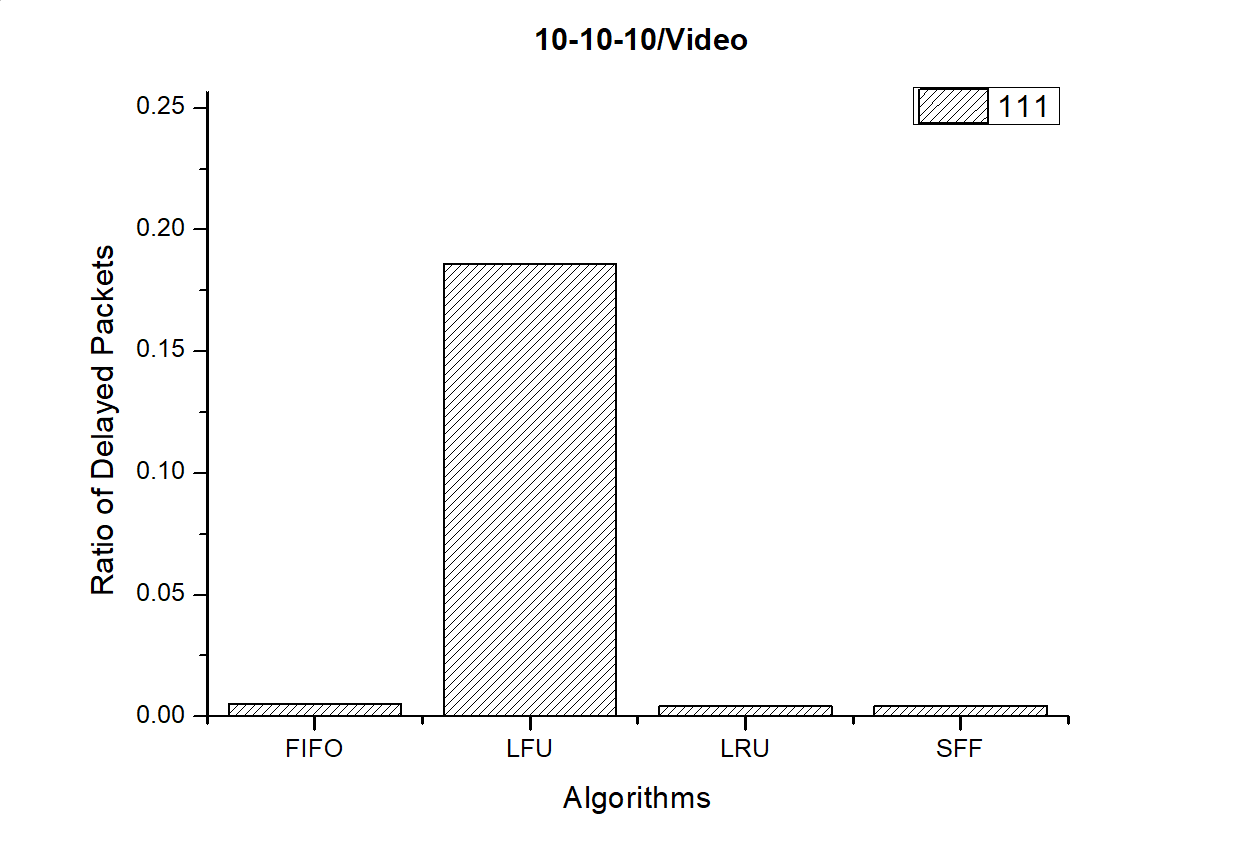 10-10-10/Video
111
Ratio of Delayed Packets
0.25
0.20
0.15
0.10
0.05
0.00
FIFO LFU LRU SFF
Algorithms